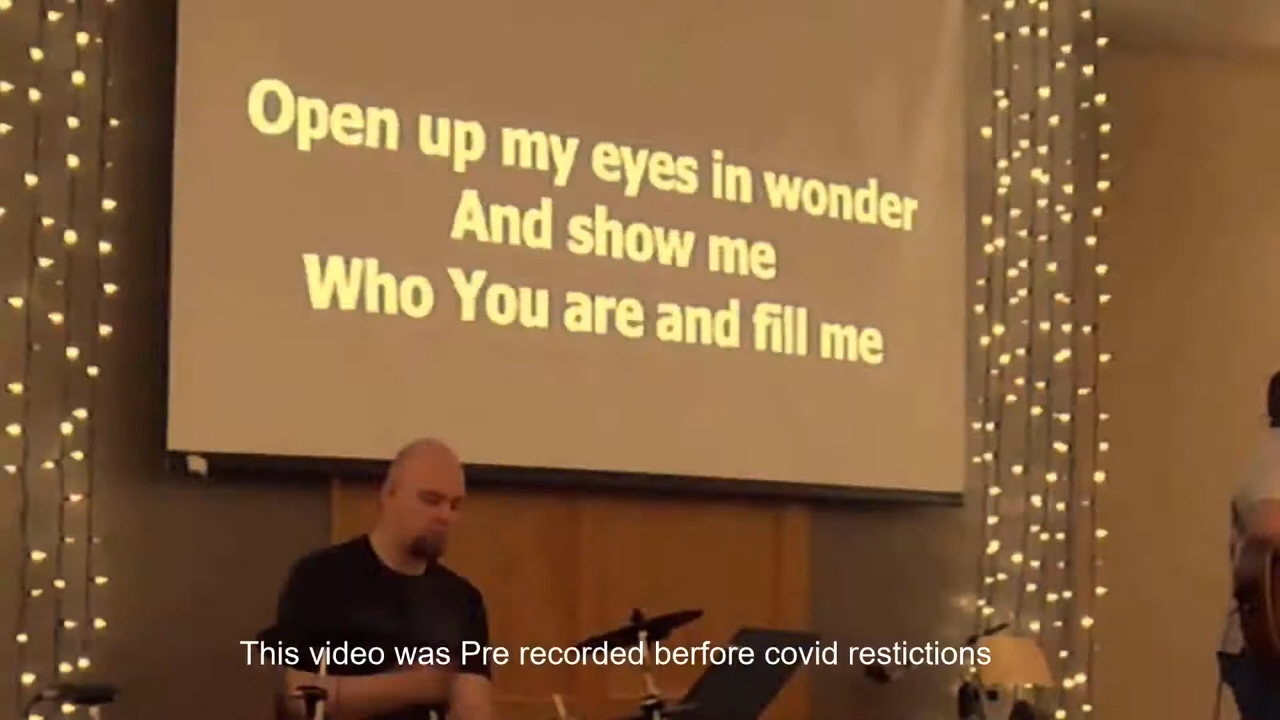 Open up my eyes in wonder
And show me
Who You are and fill me
This video was Pre recorded berfore covid restictions